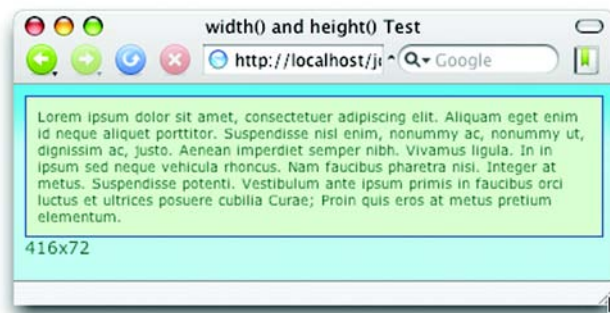 width() and height() Test
http://localhost/j
Google
Lorem ipsum dolor sit amet, consectetuer adipiscing elit. Aliquam eget enim
id neque aliquet porttitor. Suspendisse nisl enim, nonummy ac, nonummy ut,
dignissim ac, justo. Aenean imperdiet semper nibh. Vivamus ligula. In in
ipsum sed neque vehicula rhoncus. Nam faucibus pharetra nisi. Integer at
metus. Suspendisse potenti. Vestibulum ante ipsum primis in faucibus orci
luctus et ultrices posuere cubilia Curae; Proin quis eros at metus pretium
elementum.
416x72